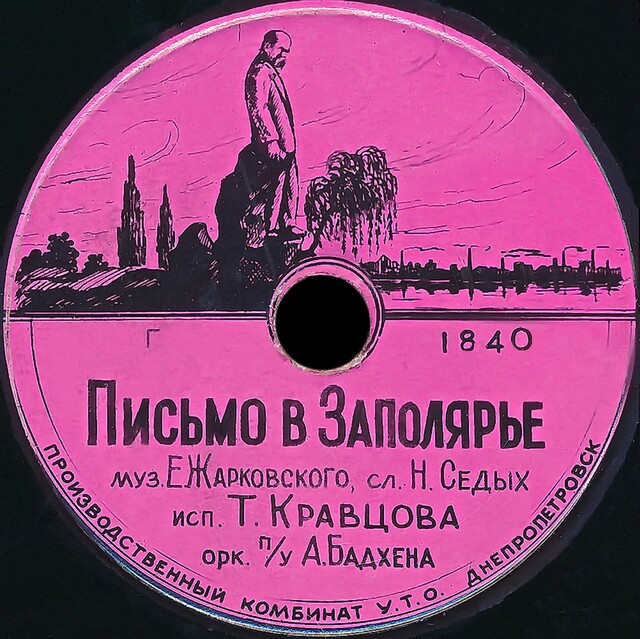 Г 1840
Письмо в Заполярье
муз. Е. Жарковского, сл. Н. Седых
исп. Т. Кравцова
орк. п/у А. Бадхена
ПРОИЗВОДСТВЕННЫЙ КОМБИНАТ У.Т.О. ДНЕПРОПЕТРОВСК